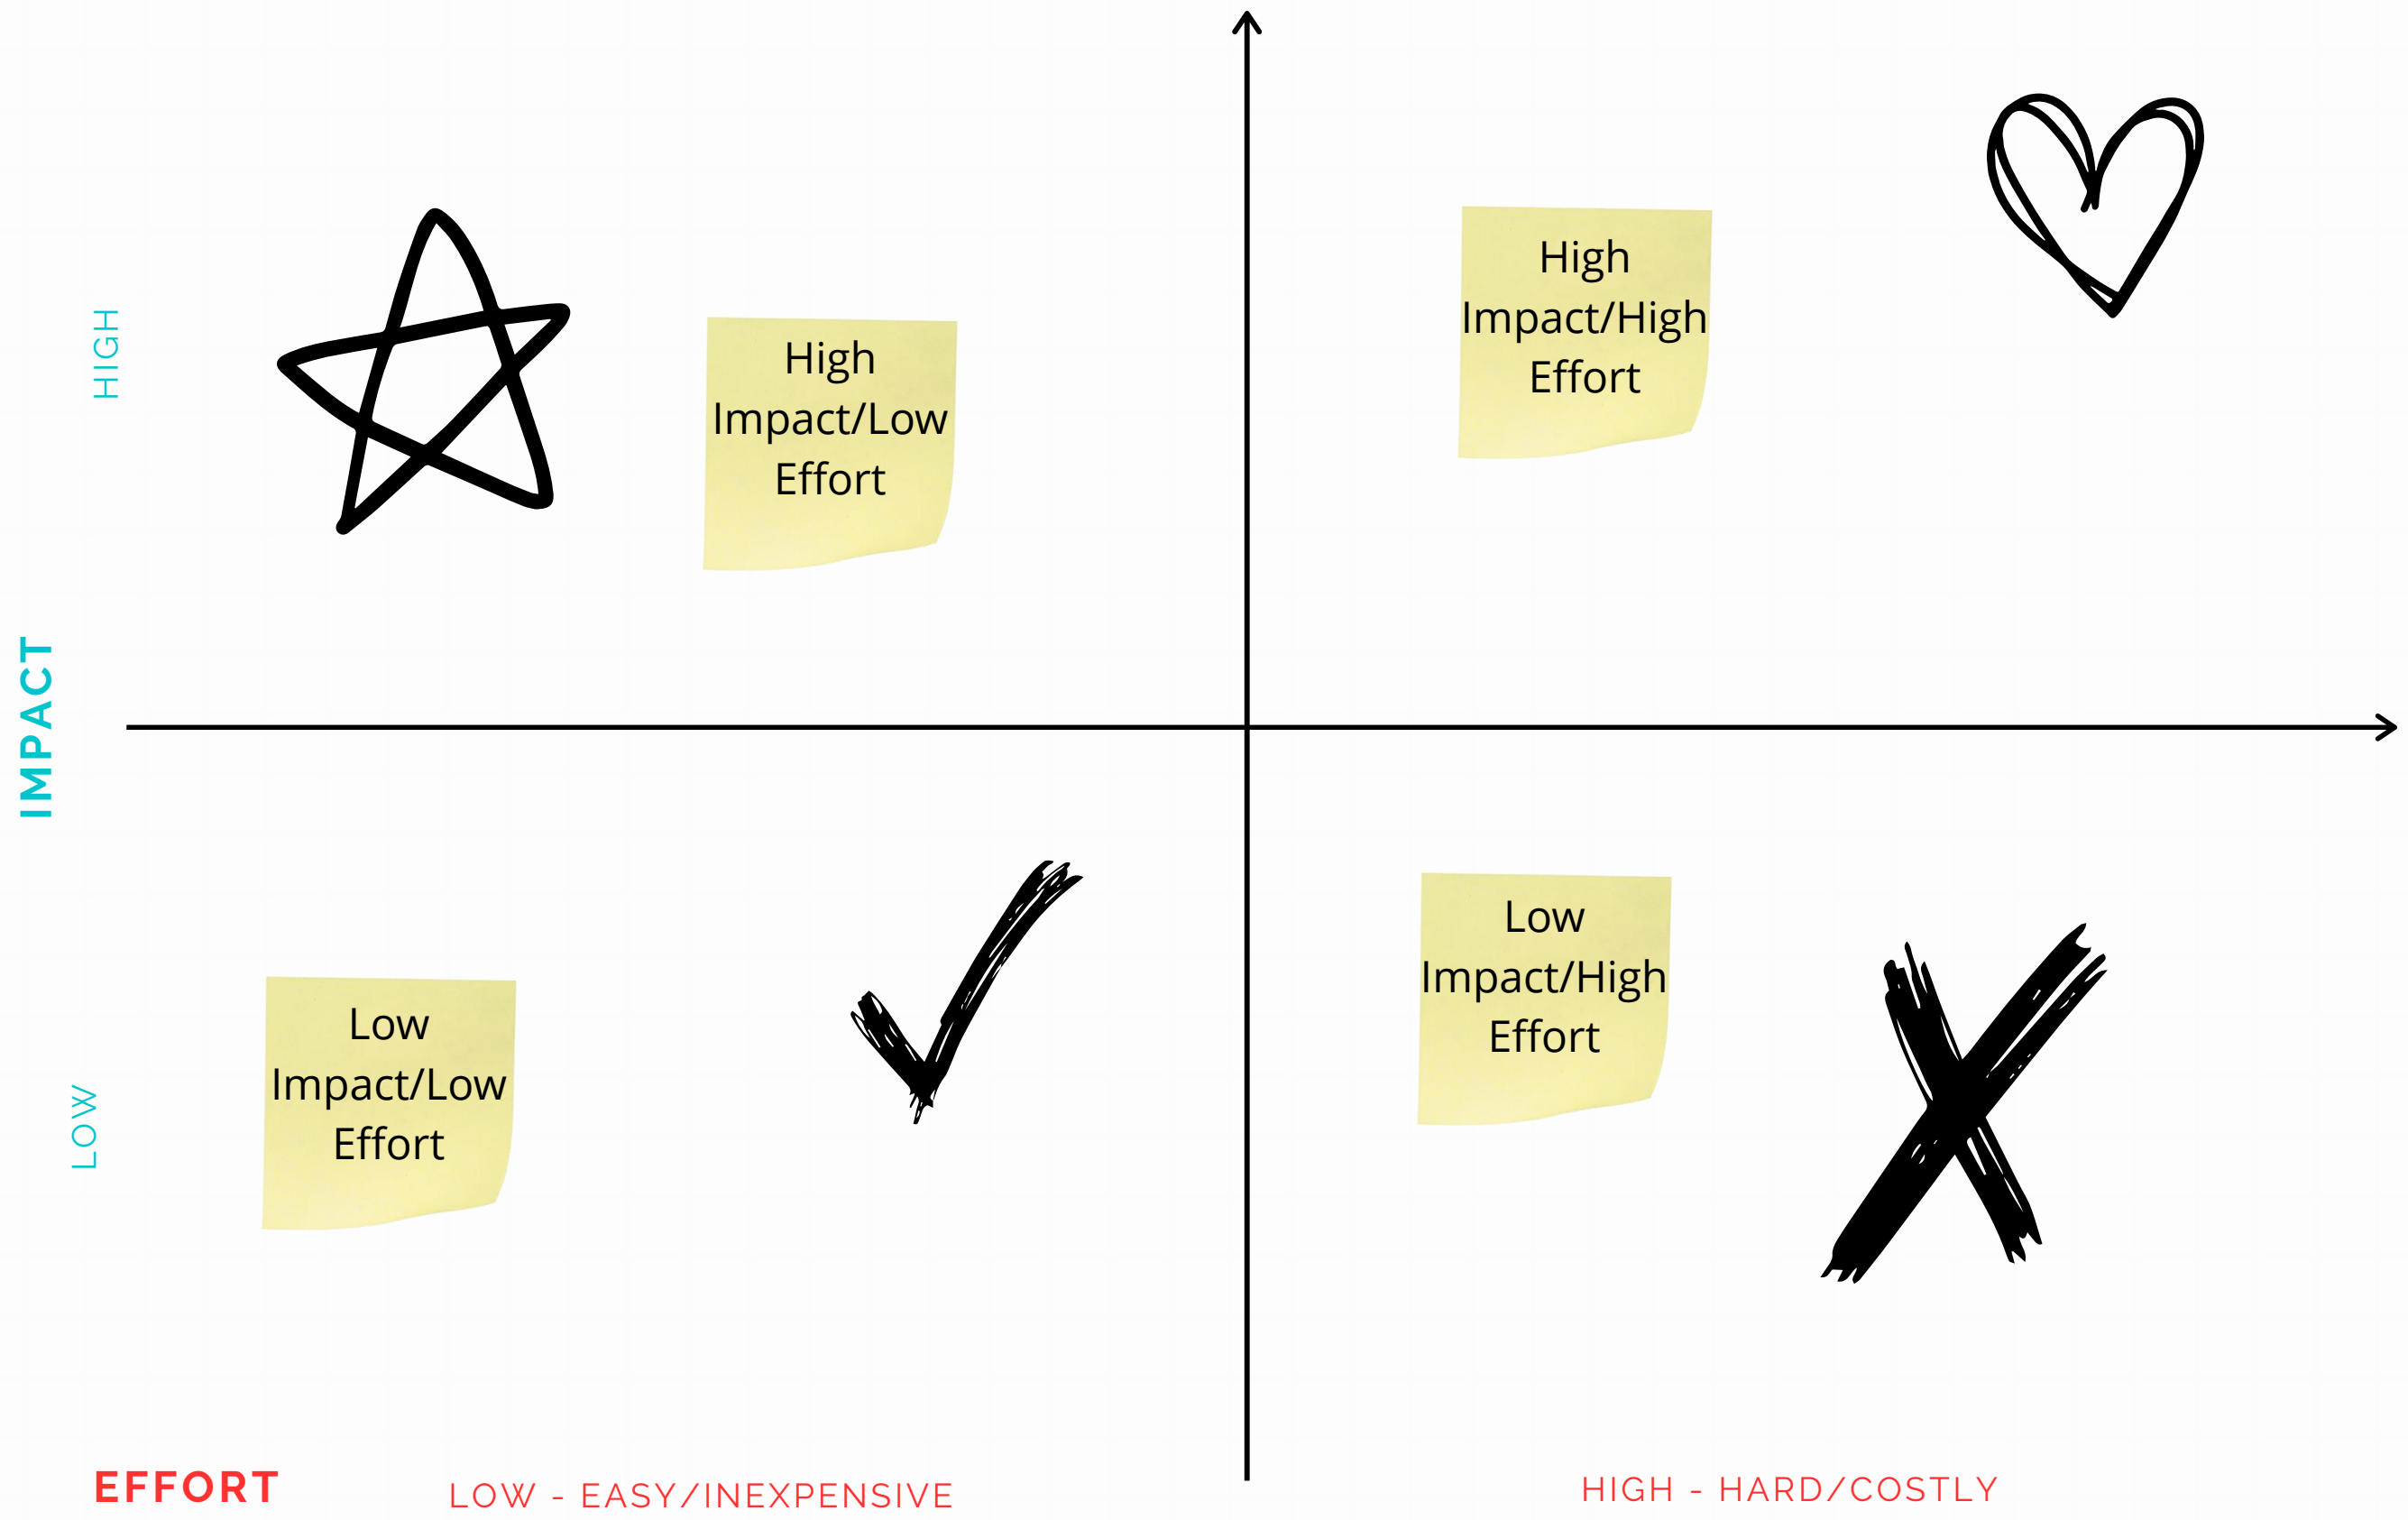 HIGH
High
Impact/Low
Effort
High
Impact/High
Effort
IMPACT
LOW
Low
Impact/Low
Effort
Low
Impact/High
Effort
EFFORT
LOW - EASY/INEXPENSIVE
HIGH - HARD/COSTLY